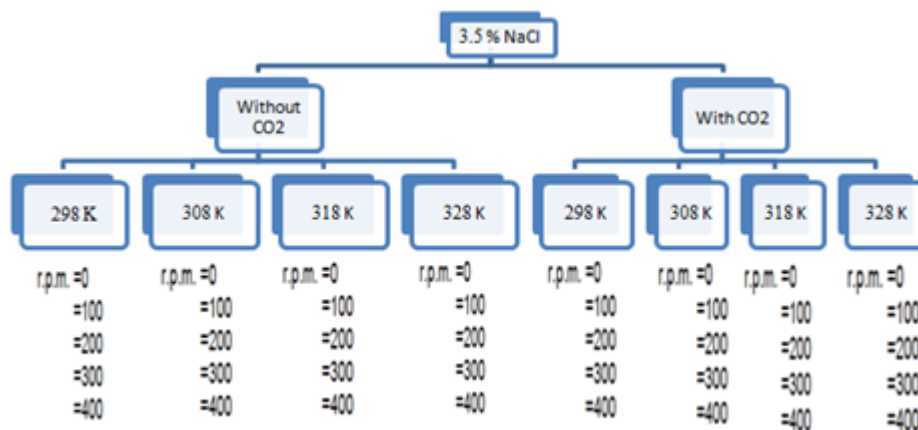 3.5 % NaCl
Without
CO2
With CO2
298 K
308 K
318 K
328 K
298 K
308 K
318 K
328 K
r.p.m. =0
=100
=200
=300
=400
r.p.m. =0
=100
=200
=300
=400
r.p.m. =0
=100
=200
=300
=400
r.p.m. =0
=100
=200
=300
=400
r.p.m. =0
=100
=200
=300
=400
r.p.m. =0
=100
=200
=300
=400
r.p.m. =0
=100
=200
=300
=400
r.p.m. =0
=100
=200
=300
=400